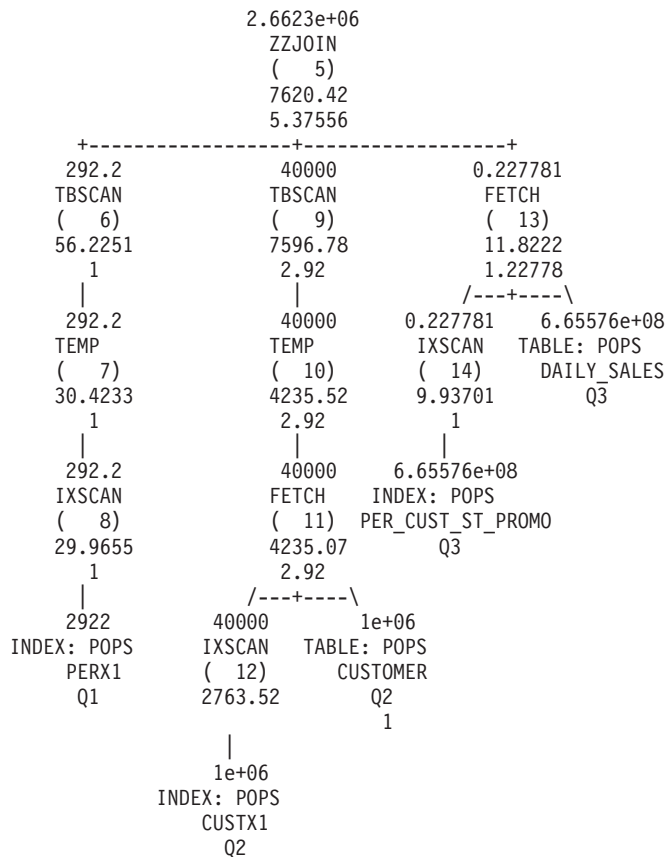 2.6623e+06
ZZJOIN
( 5)
7620.42
5.37556
+------------------+------------------+
292.2 40000 0.227781
TBSCAN TBSCAN FETCH
( 6) ( 9) ( 13)
56.2251 7596.78 11.8222
1 2.92 1.22778
| | /---+----\
292.2 40000 0.227781 6.65576e+08
TEMP TEMP IXSCAN TABLE: POPS
( 7) ( 10) ( 14) DAILY_SALES
30.4233 4235.52 9.93701 Q3
1 2.92 1
| | |
292.2 40000 6.65576e+08
IXSCAN FETCH INDEX: POPS
( 8) ( 11) PER_CUST_ST_PROMO
29.9655 4235.07 Q3
1 2.92
| /---+----\
2922 40000 1e+06
INDEX: POPS IXSCAN TABLE: POPS
PERX1 ( 12) CUSTOMER
Q1 2763.52 Q2
1
|
1e+06
INDEX: POPS
CUSTX1
Q2